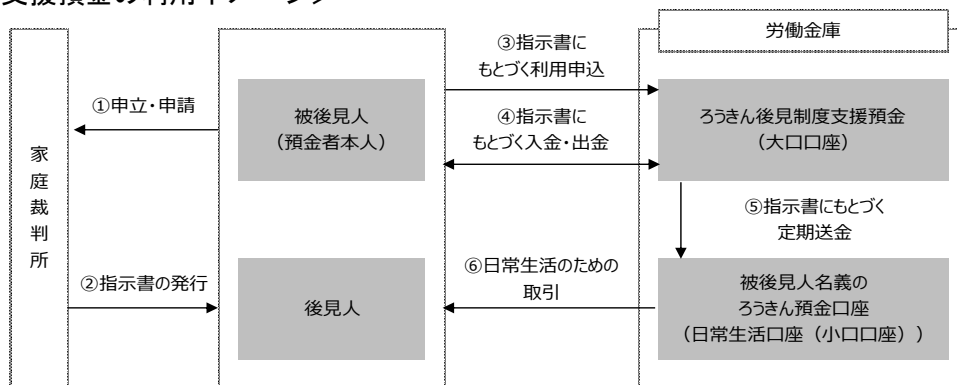 支援預金の利用イメージ
労働金庫
③指示書に
もとづく利用申込
①申立・申請
被後見人
（預金者本人）
④指示書に
もとづく入金・出金
ろうきん後見制度支援預金
（大口口座）
家庭裁判所
⑤指示書にもとづく
定期送金
②指示書の発行
後見人
⑥日常生活のための
取引
被後見人名義の
ろうきん預金口座
（日常生活口座（小口口座））